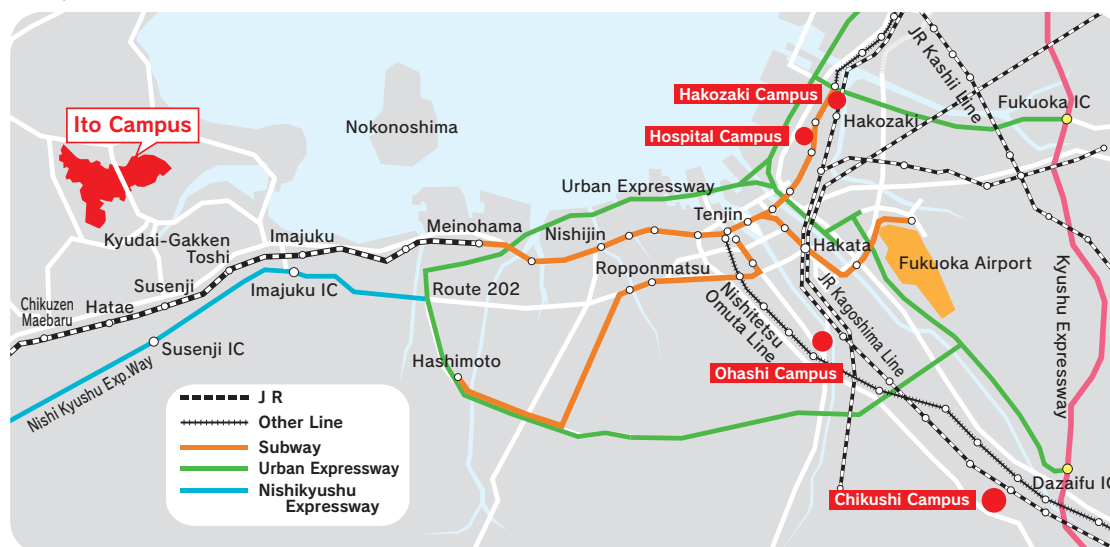 Ito Campus
Nokonoshima
Hakozaki Campus
Hospital Campus
Hakozaki
JR Kashii Line
Fukuoka IC
Urban Expressway
Tenjin
Meinohama
Nishijin
Kyudai-Gakken
Toshi
Imajuku
Hakata
Fukuoka Airport
Ropponmatsu
Susenji
Imajuku IC
Route 202
Chikuzen
Maebaru
Hatae
Susenji IC
Nishitetsu
Omuta Line
JR Kagoshima Line
Kyushu Expressway
Hashimoto
Ohashi Campus
Nishi Kyushu Exp.Way
J R
Other Line
Subway
Urban Expressway
Nishikyushu
Expressway
Chikushi Campus
Dazaifu IC